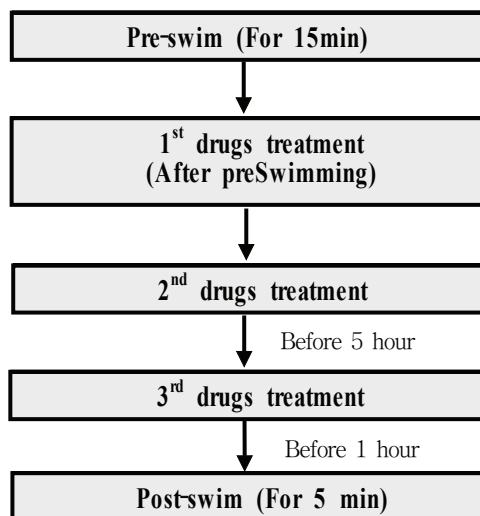 Pre-swim (For 15min)
1st drugs treatment
(After preSwimming)
2nd drugs treatment
Before 5 hour
3rd drugs treatment
Before 1 hour
Post-swim (For 5 min)